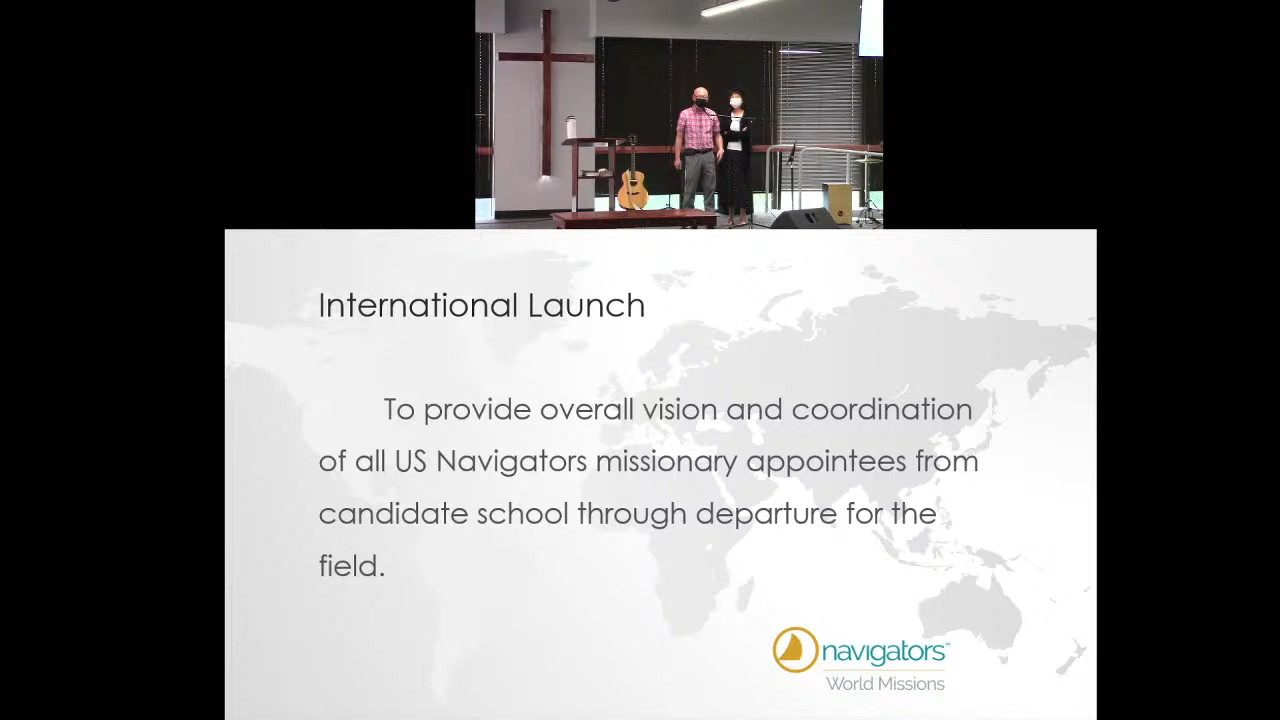 International Launch
To provide overall vision and coordination
of all US Navigators missionary appointees from
candidate school through departure for the
field.
navigators™
World Missions